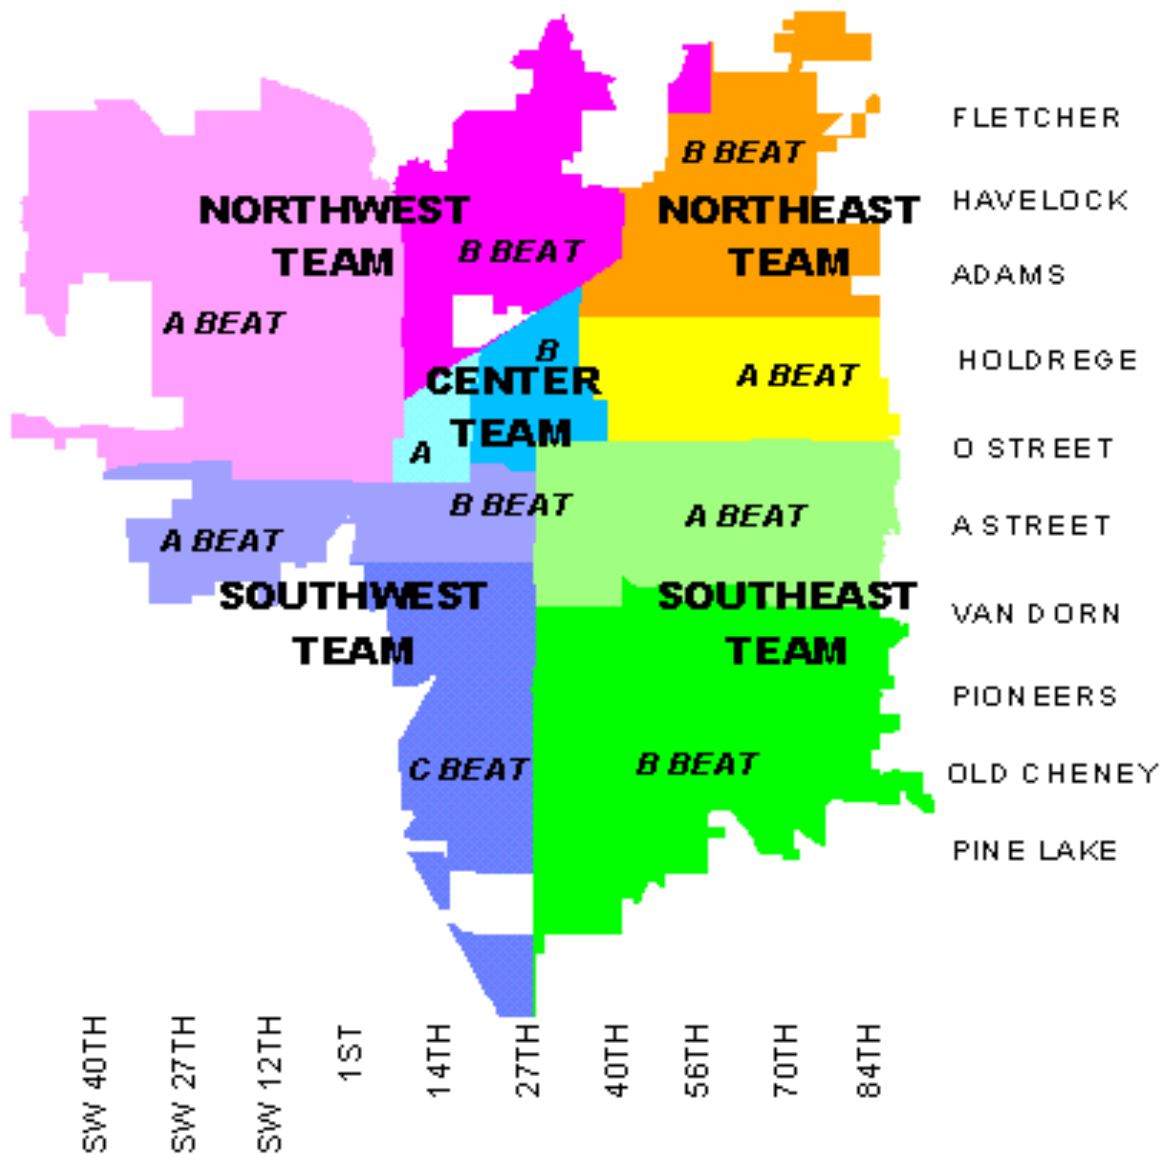 FLETCHER
B BEAT
HAVELOCK
NORTHWEST
TEAM
NORTHEAST
TEAM
B BEAT
ADAMS
A BEAT
B
HOLDREGE
CENTER
TEAM
A BEAT
A
O STREET
B BEAT
A BEAT
A STREET
A BEAT
SOUTHWEST
TEAM
SOUTHEAST
TEAM
VAN DORN
PIONEERS
C BEAT
B BEAT
OLD CHENEY
PINE LAKE
SW 40TH
SW 27TH
SW 12TH
1ST
14TH
27TH
40TH
56TH
70TH
84TH